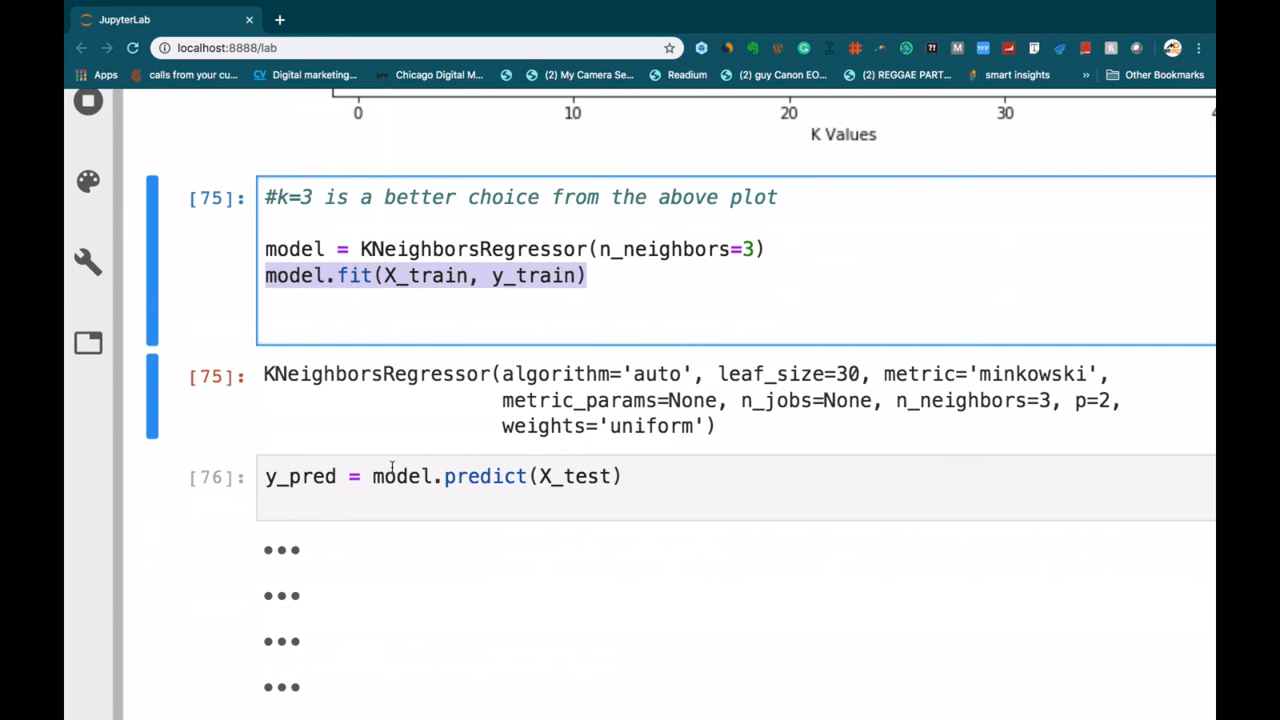 JupyterLab
localhost:8888/lab
Apps calls from your cu... CV Digital marketing... Chicago Digital M... (2) My Camera Se... Readium (2) guy Canon EO... (2) REGGAE PART... smart insights » Other Bookmarks
0 10 20 30
K Values
[75]: #k=3 is a better choice from the above plot
model = KNeighborsRegressor(n_neighbors=3)
model.fit(X_train, y_train)
[75]: KNeighborsRegressor(algorithm='auto', leaf_size=30, metric='minkowski',
metric_params=None, n_jobs=None, n_neighbors=3, p=2,
weights='uniform')
[76]: y_pred = model.predict(X_test)